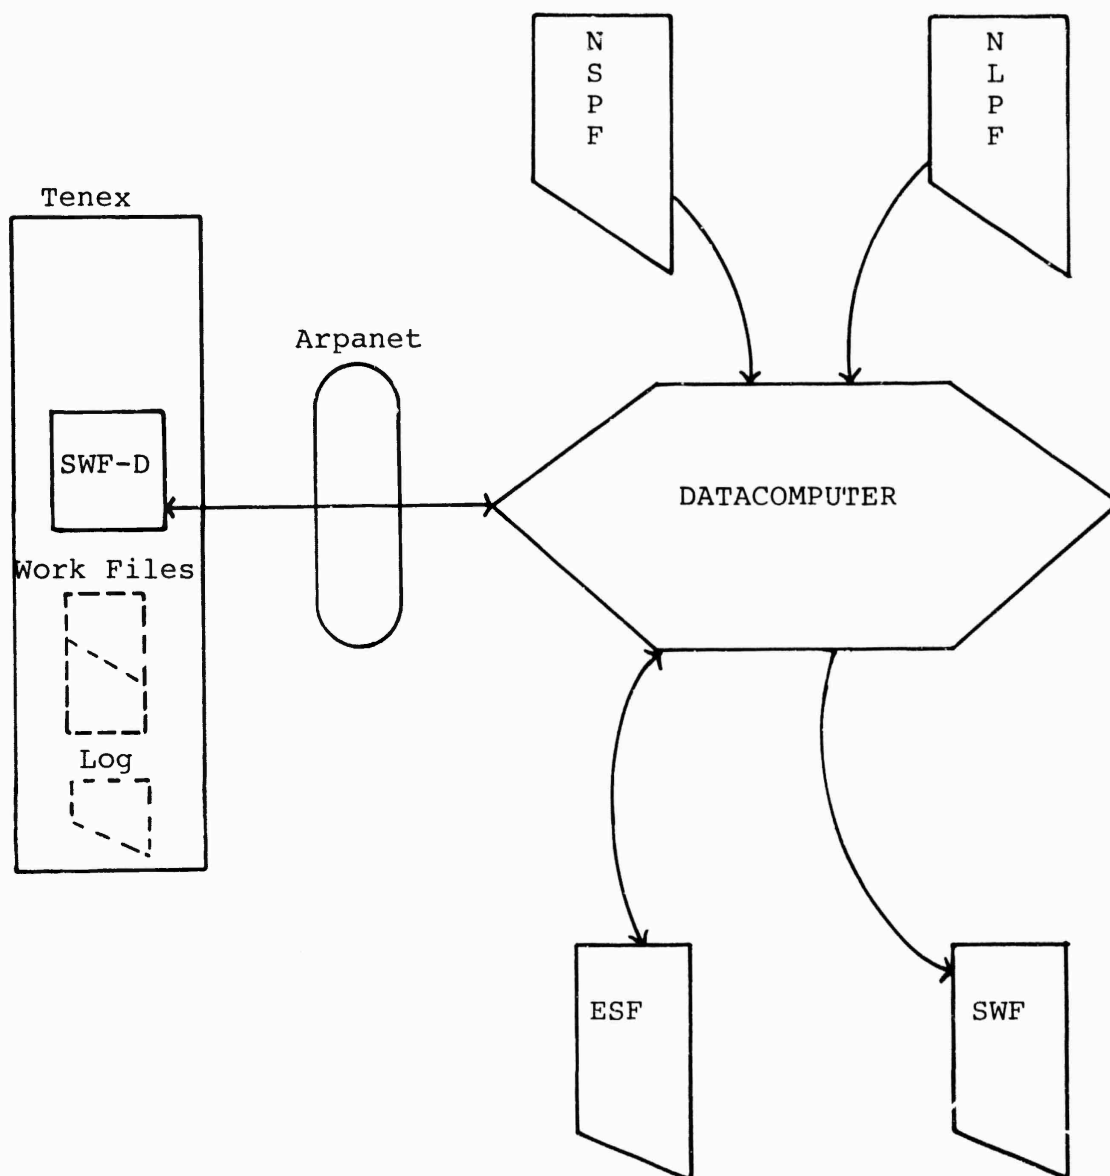 N
S
P
F
N
L
P
F
Tenex
Arpanet
SWF-D
DATACOMPUTER
Work Files
Log
ESF
SWF